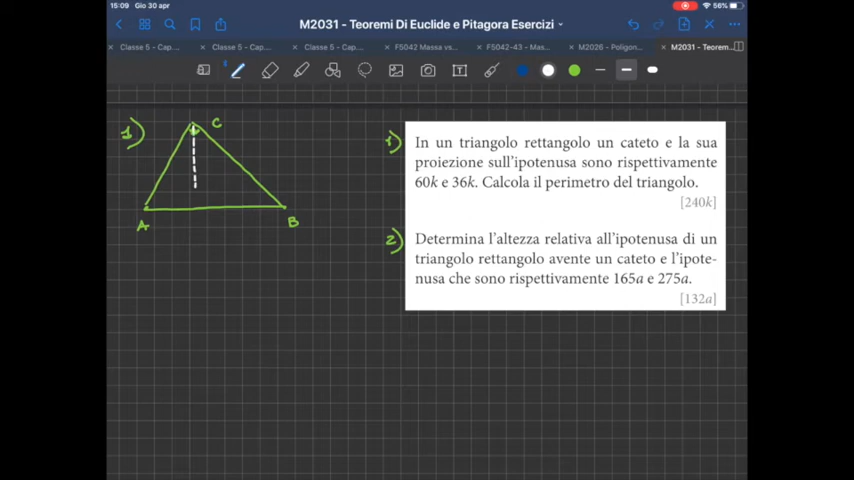 15:09 Gio 30 apr
56%
M2031 - Teoremi Di Euclide e Pitagora Esercizi
Classe 5 - Cap....
Classe 5 - Cap....
Classe 5 - Cap....
F5042 Massa vs...
F5042-43 - Mas...
M2026 - Poligon...
M2031 - Teorem...
1)
C
A
B
1)
In un triangolo rettangolo un cateto e la sua
proiezione sull'ipotenusa sono rispettivamente
60k e 36k. Calcola il perimetro del triangolo.
[240k]
2)
Determina l'altezza relativa all'ipotenusa di un
triangolo rettangolo avente un cateto e l'ipote-
nusa che sono rispettivamente 165a e 275a.
[132a]